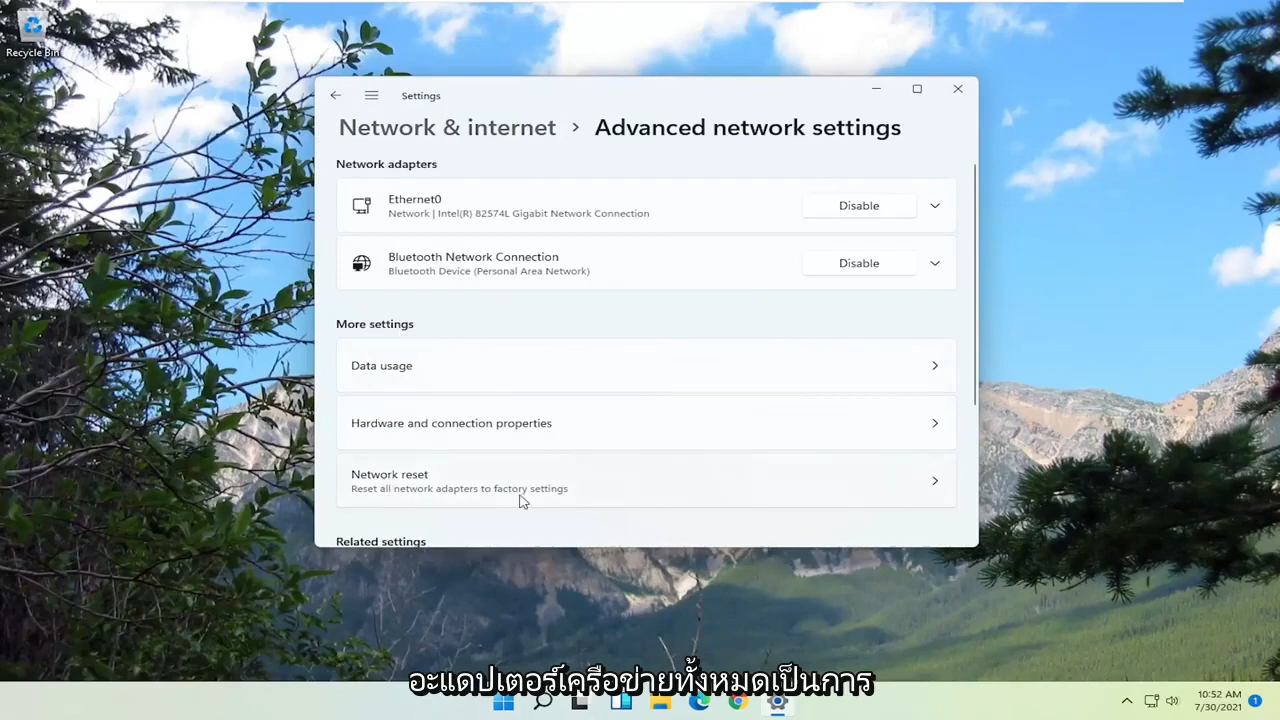 Recycle Bin
Settings
Network & internet > Advanced network settings
Network adapters
Ethernet0
Network | Intel(R) 82574L Gigabit Network Connection
Disable
Bluetooth Network Connection
Bluetooth Device (Personal Area Network)
Disable
More settings
Data usage
Hardware and connection properties
Network reset
Reset all network adapters to factory settings
Related settings
อะแดปเตอร์เครือข่ายทั้งหมดเป็นการ
10:52 AM
7/30/2021
1